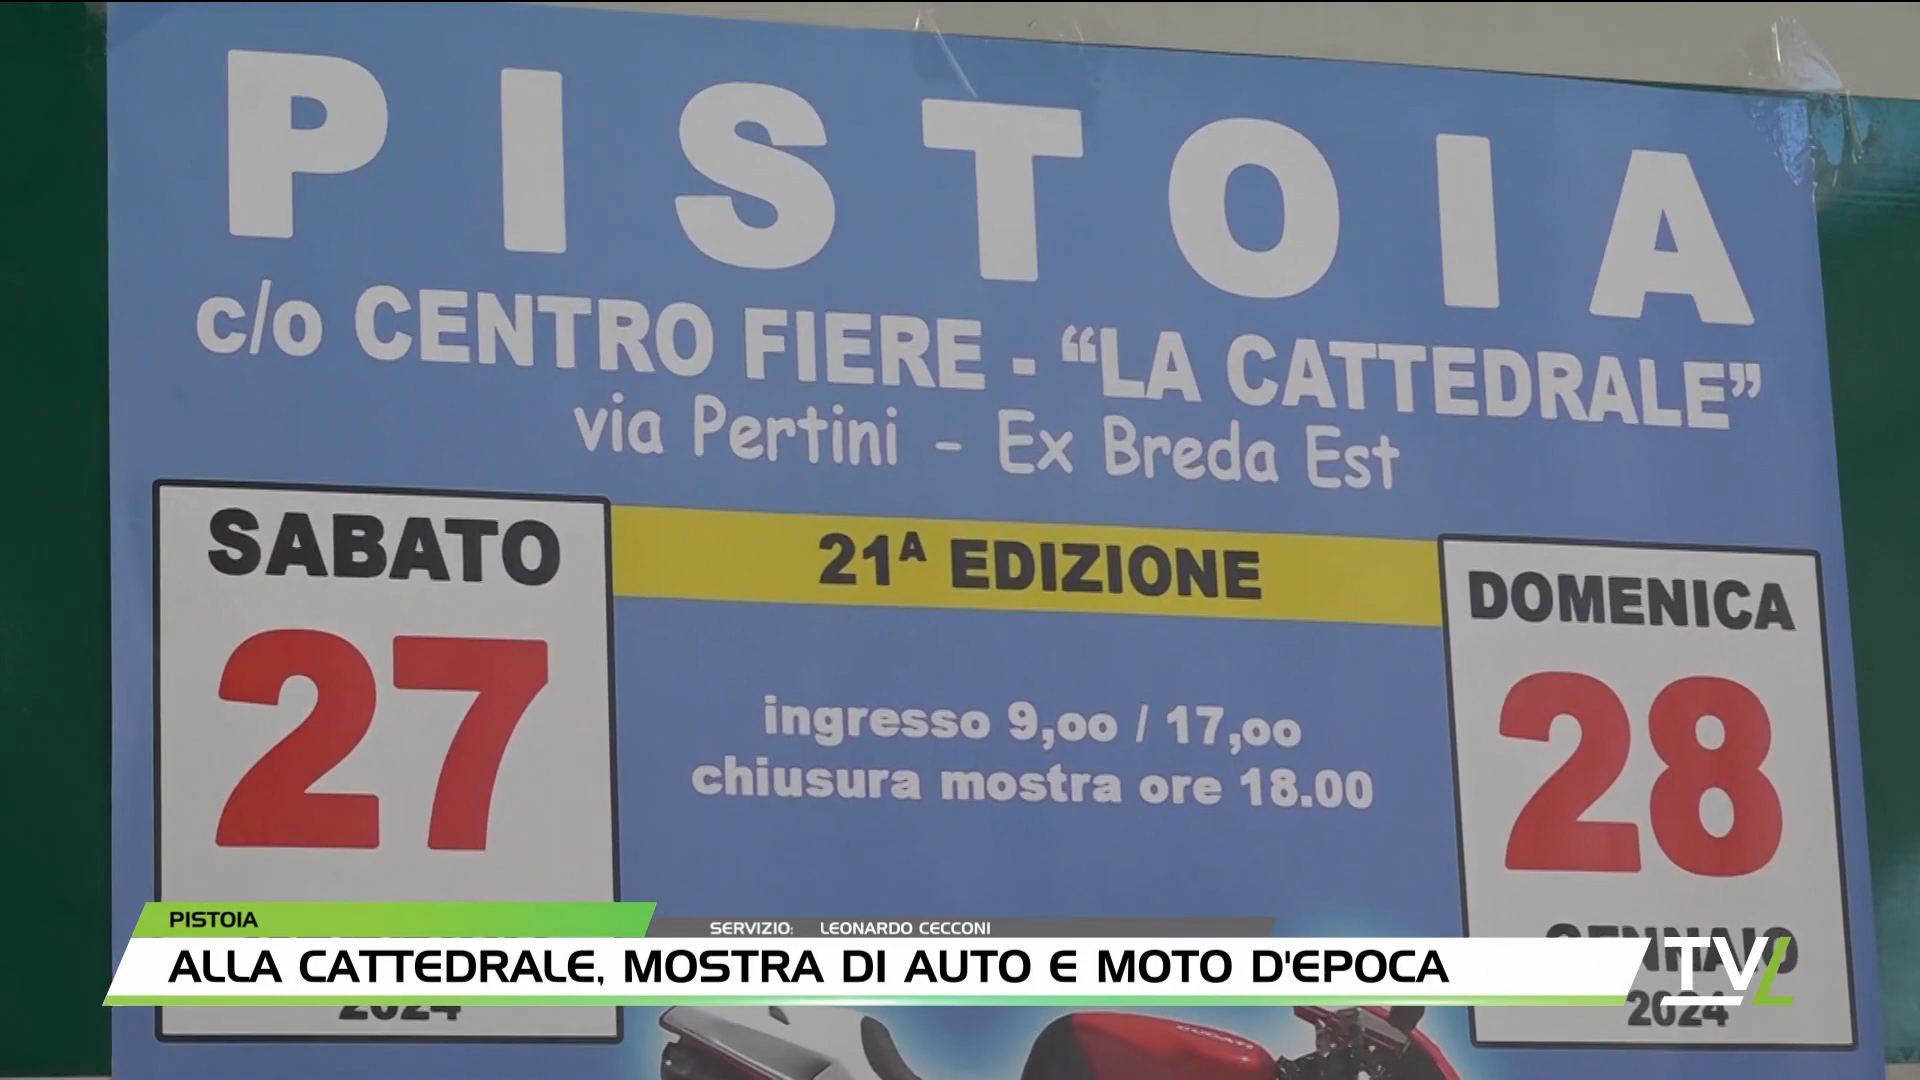 PISTOIA
c/o CENTRO FIERE - “LA CATTEDRALE”
via Pertini - Ex Breda Est
SABATO
27
2024
21ᴬ EDIZIONE
ingresso 9,oo / 17,oo
chiusura mostra ore 18.00
DOMENICA
28
GENNAIO
2024
PISTOIA
SERVIZIO: LEONARDO CECCONI
ALLA CATTEDRALE, MOSTRA DI AUTO E MOTO D'EPOCA
TVL
DUCATI